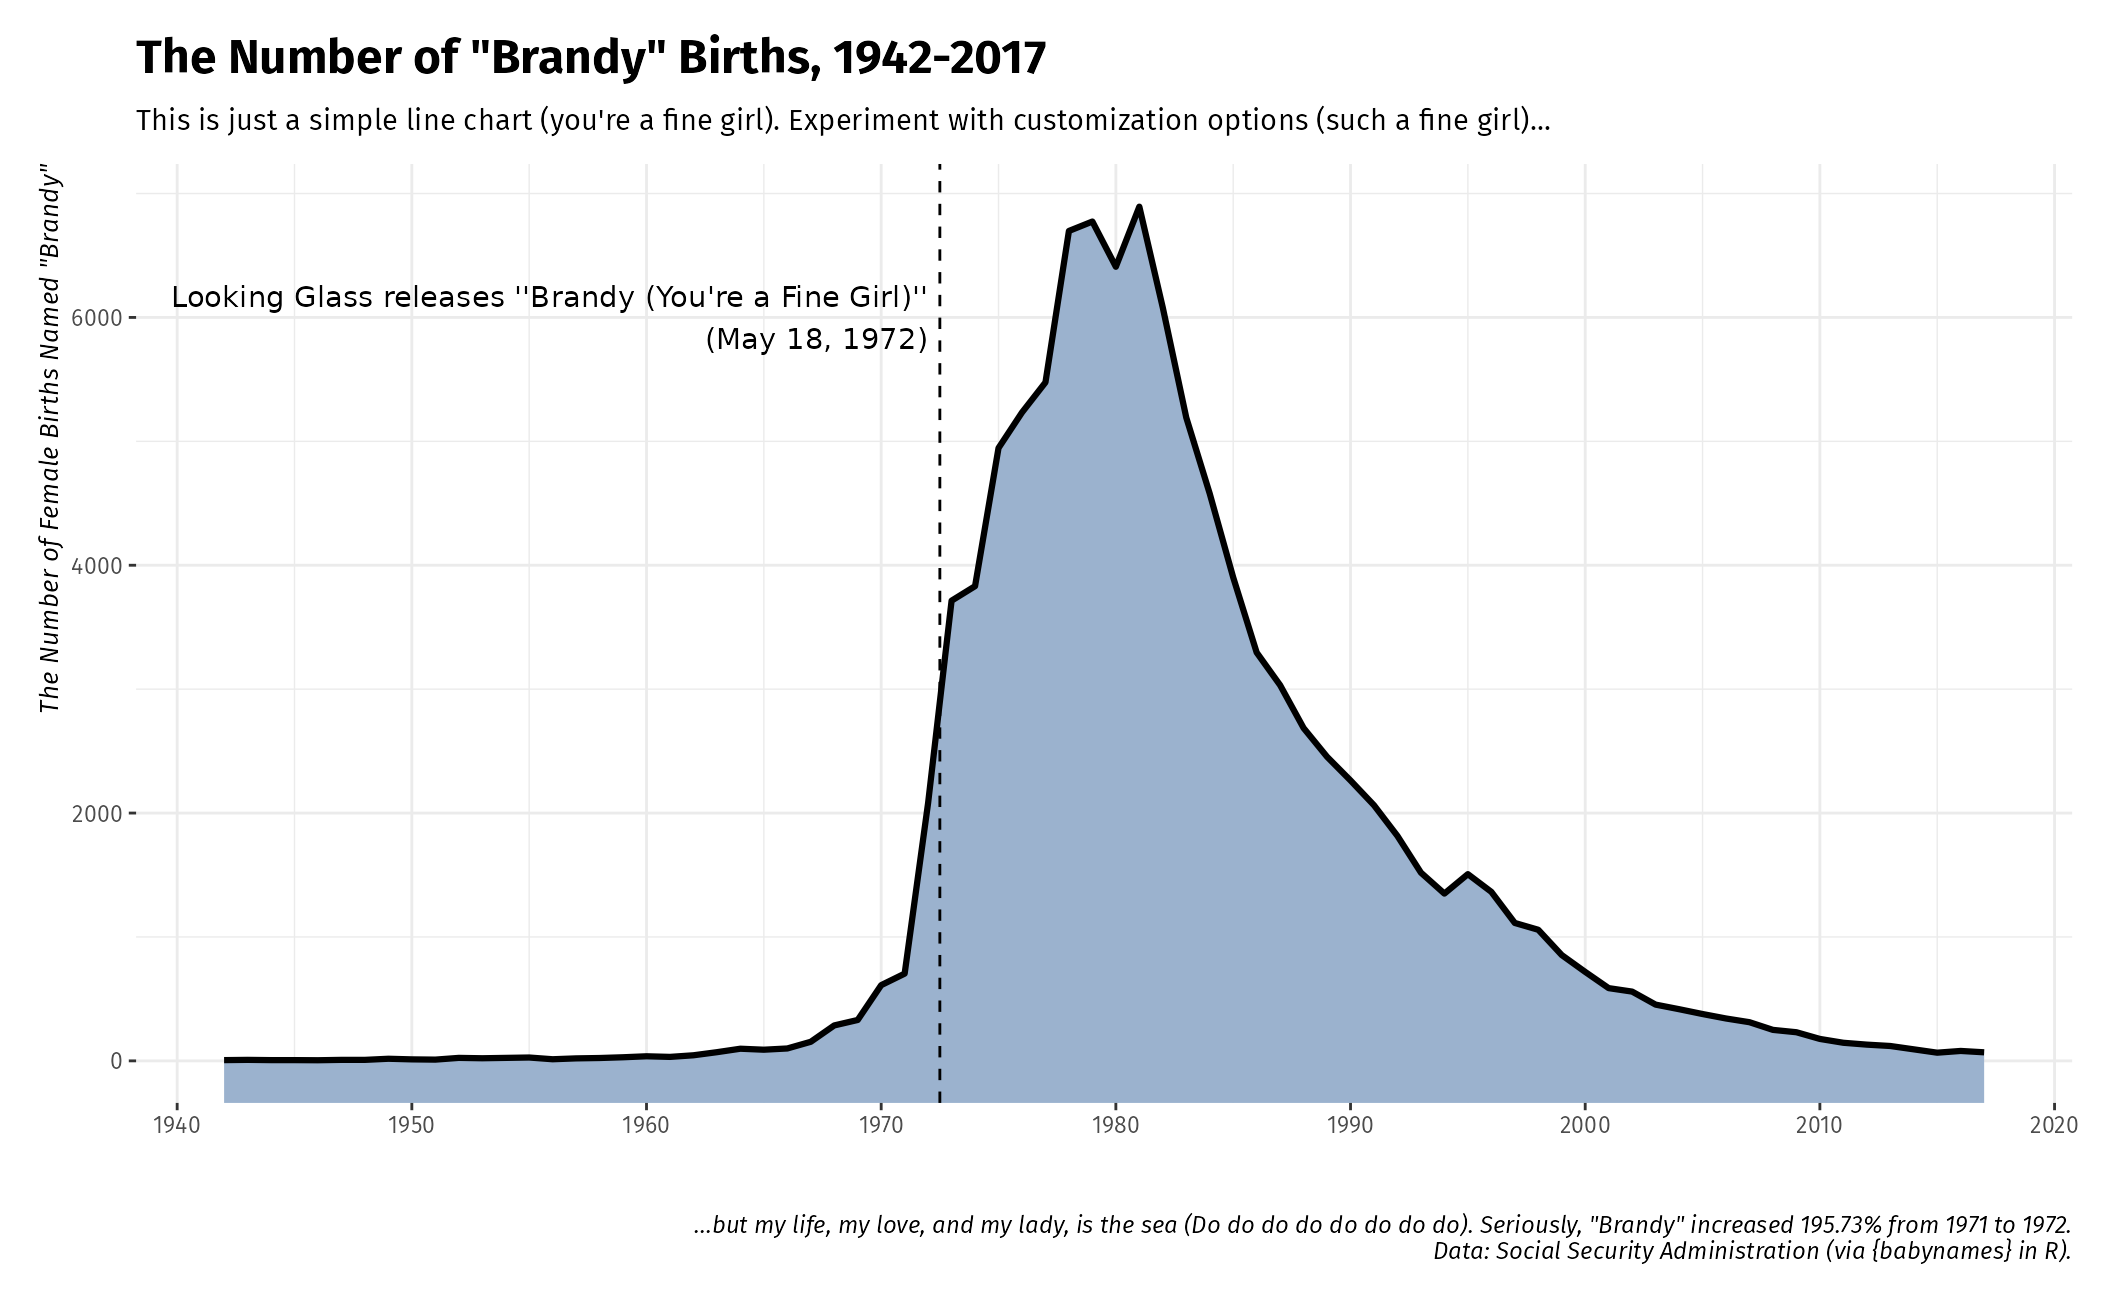 The Number of "Brandy" Births, 1942-2017
This is just a simple line chart (you're a fine girl). Experiment with customization options (such a fine girl)...
The Number of Female Births Named "Brandy"
Looking Glass releases ''Brandy (You're a Fine Girl)''
(May 18, 1972)
6000
4000
2000
0
1940 1950 1960 1970 1980 1990 2000 2010 2020
...but my life, my love, and my lady, is the sea (Do do do do do do do do). Seriously, "Brandy" increased 195.73% from 1971 to 1972.
Data: Social Security Administration (via {babynames} in R).